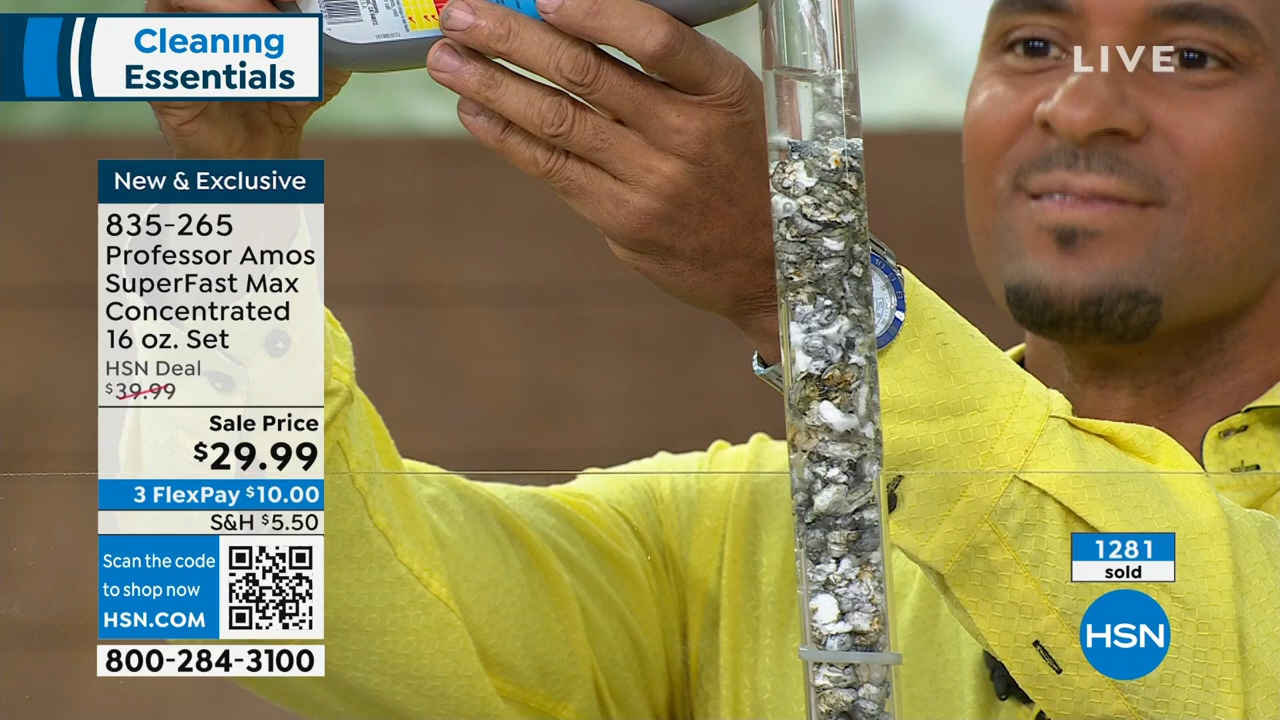 Cleaning
Essentials
LIVE
New & Exclusive
835-265
Professor Amos
SuperFast Max
Concentrated
16 oz. Set
HSN Deal
$39.99
Sale Price
$29.99
3 FlexPay $10.00
S&H $5.50
Scan the code
to shop now
HSN.COM
800-284-3100
1281
sold
HSN